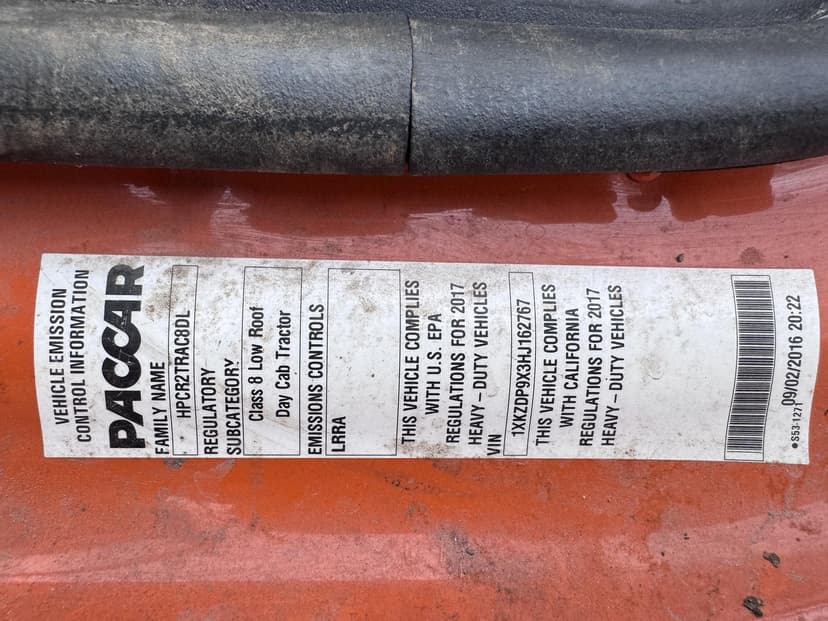 VEHICLE EMISSION
CONTROL INFORMATION
PACCAR
FAMILY NAME
HPCR2TRAC8DL
REGULATORY
SUBCATEGORY
Class 8 Low Roof
Day Cab Tractor
EMISSIONS CONTROLS
LRRA
THIS VEHICLE COMPLIES
WITH U.S. EPA
REGULATIONS FOR 2017
HEAVY – DUTY VEHICLES
VIN
1XKZDP9X3HJ162767
THIS VEHICLE COMPLIES
WITH CALIFORNIA
REGULATIONS FOR 2017
HEAVY – DUTY VEHICLES
09/02/2016 20:22
•S53-1271